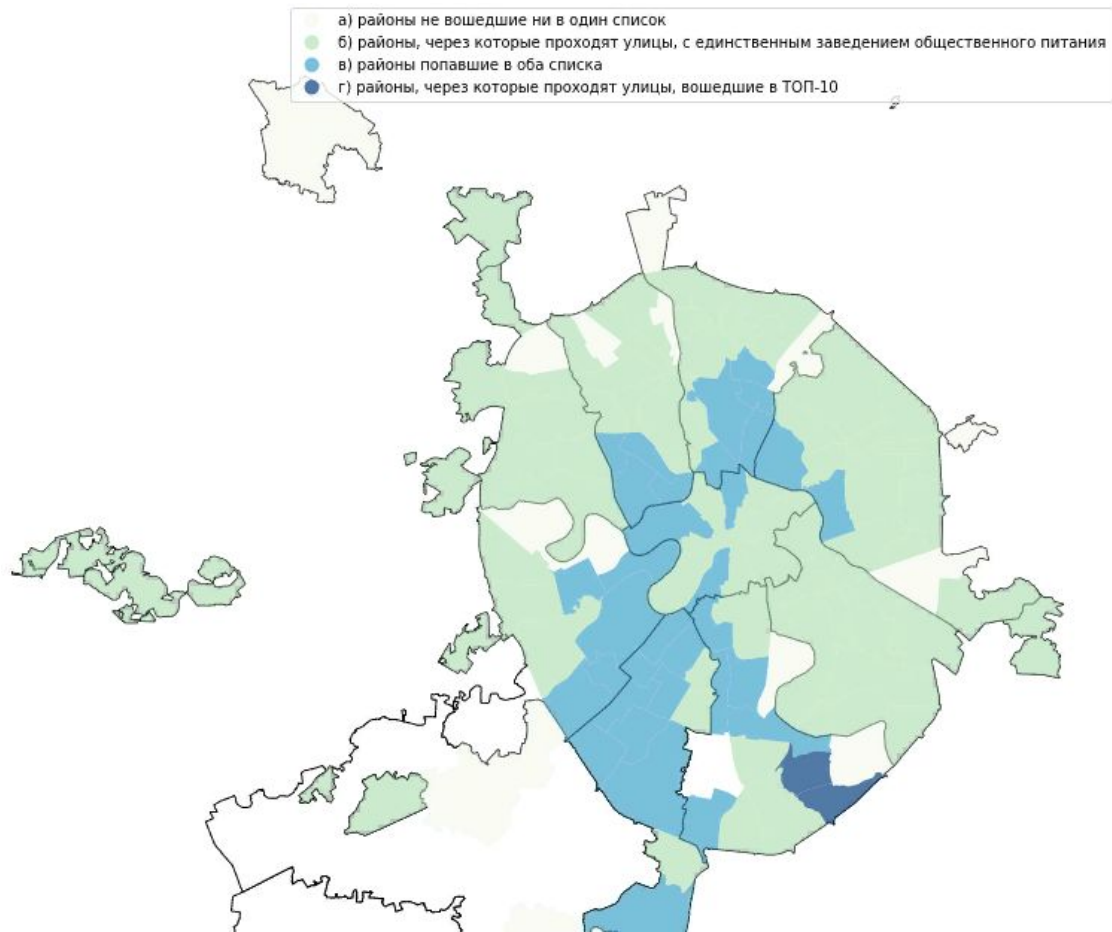 а) районы не вошедшие ни в один список
б) районы, через которые проходят улицы, с единственным заведением общественного питания
в) районы попавшие в оба списка
г) районы, через которые проходят улицы, вошедшие в ТОП-10